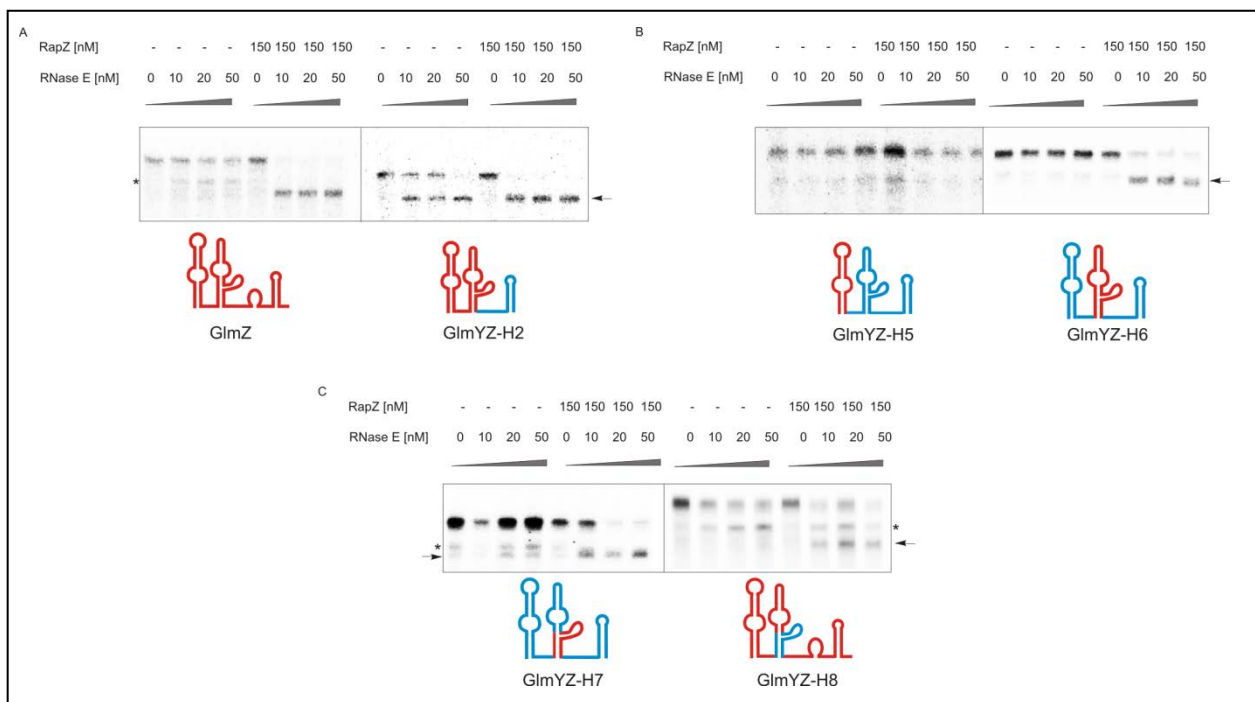 A
RapZ [nM] - - - - 150 150 150 150 - - - - 150 150 150 150
RNase E [nM] 0 10 20 50 0 10 20 50 0 10 20 50 0 10 20 50
*
GlmZ GlmYZ-H2
B
- - - - 150 150 150 150 - - - - 150 150 150 150
RapZ [nM]
RNase E [nM] 0 10 20 50 0 10 20 50 0 10 20 50 0 10 20 50
GlmYZ-H5 GlmYZ-H6
C
RapZ [nM] - - - - 150 150 150 150 - - - - 150 150 150 150
RNase E [nM] 0 10 20 50 0 10 20 50 0 10 20 50 0 10 20 50
*
*
GlmYZ-H7 GlmYZ-H8